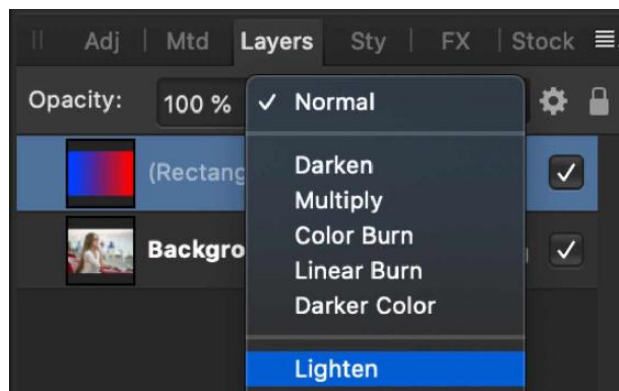 Adj | Mtd Layers Sty | FX | Stock
Opacity: 100 % ✓ Normal
(Rectang
Darken
Multiply
Backgro
Color Burn
Linear Burn
Darker Color
Lighten